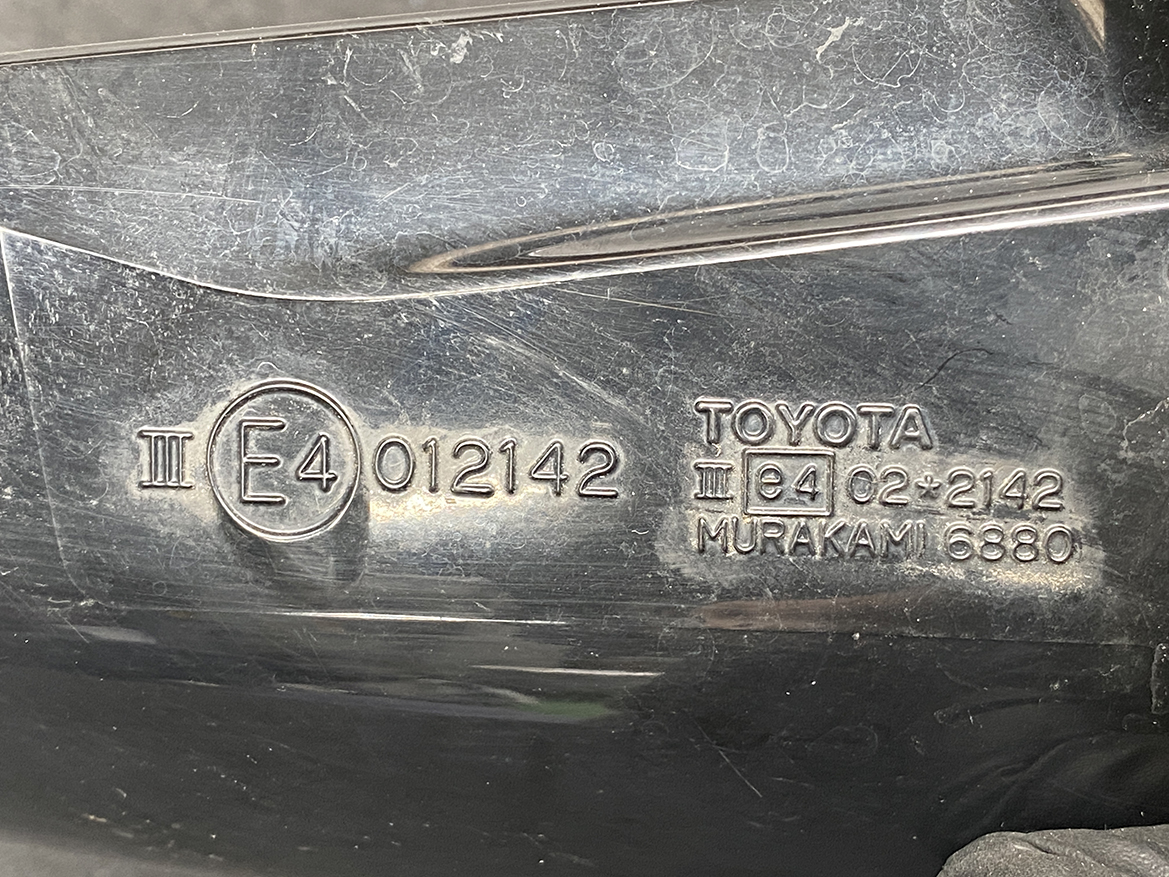 III E4 012142
TOYOTA
III e4 02*2142
MURAKAMI 6880